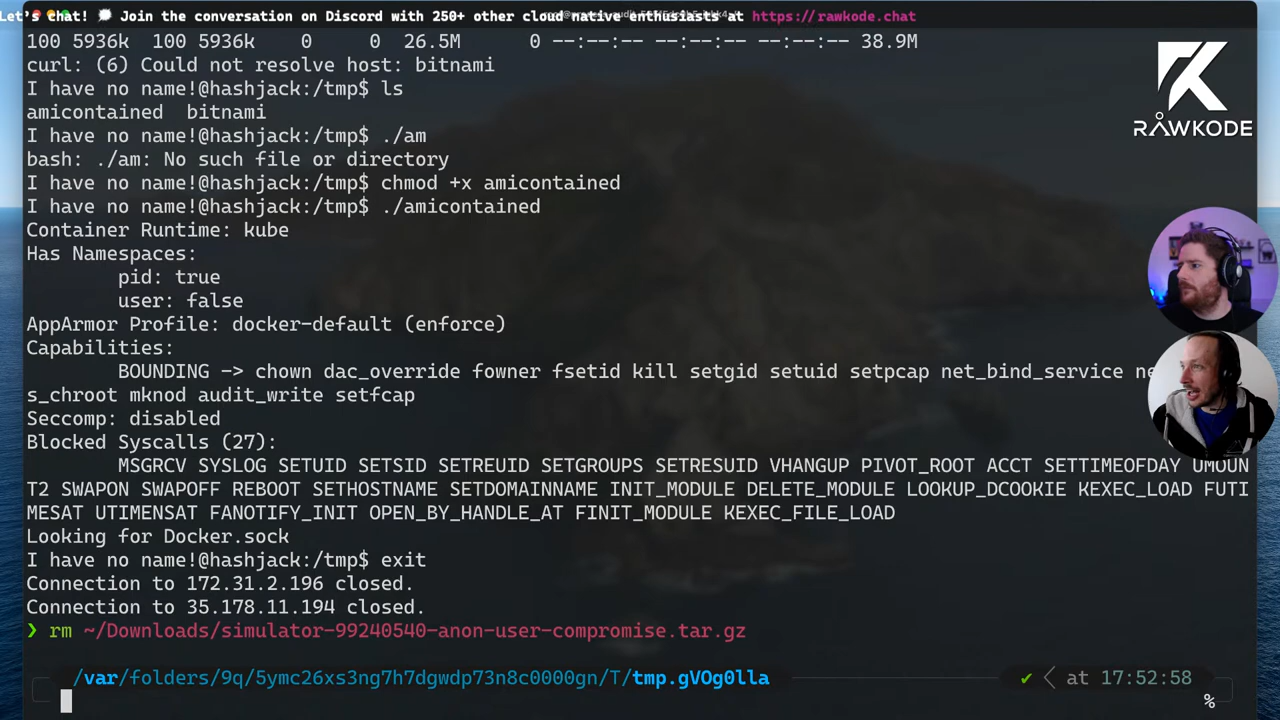 Let's chat! 💭 Join the conversation on Discord with 250+ other cloud native enthusiasts at https://rawkode.chat
100 5936k  100 5936k    0     0  26.5M      0 --:--:-- --:--:-- --:--:-- 38.9M
curl: (6) Could not resolve host: bitnami
I have no name!@hashjack:/tmp$ ls
amicontained  bitnami
I have no name!@hashjack:/tmp$ ./am
bash: ./am: No such file or directory
I have no name!@hashjack:/tmp$ chmod +x amicontained
I have no name!@hashjack:/tmp$ ./amicontained
Container Runtime: kube
Has Namespaces:
        pid: true
        user: false
AppArmor Profile: docker-default (enforce)
Capabilities:
        BOUNDING -> chown dac_override fowner fsetid kill setgid setuid setpcap net_bind_service ne
s_chroot mknod audit_write setfcap
Seccomp: disabled
Blocked Syscalls (27):
        MSGRCV SYSLOG SETUID SETSID SETREUID SETGROUPS SETRESUID VHANGUP PIVOT_ROOT ACCT SETTIMEOFDAY UMOUN
T2 SWAPON SWAPOFF REBOOT SETHOSTNAME SETDOMAINNAME INIT_MODULE DELETE_MODULE LOOKUP_DCOOKIE KEXEC_LOAD FUTI
MESAT UTIMENSAT FANOTIFY_INIT OPEN_BY_HANDLE_AT FINIT_MODULE KEXEC_FILE_LOAD
Looking for Docker.sock
I have no name!@hashjack:/tmp$ exit
Connection to 172.31.2.196 closed.
Connection to 35.178.11.194 closed.
❯ rm ~/Downloads/simulator-99240540-anon-user-compromise.tar.gz
/var/folders/9q/5ymc26xs3ng7h7dgwdp73n8c0000gn/T/tmp.gVOg0lla ✔ < at 17:52:58
%
RAWKODE